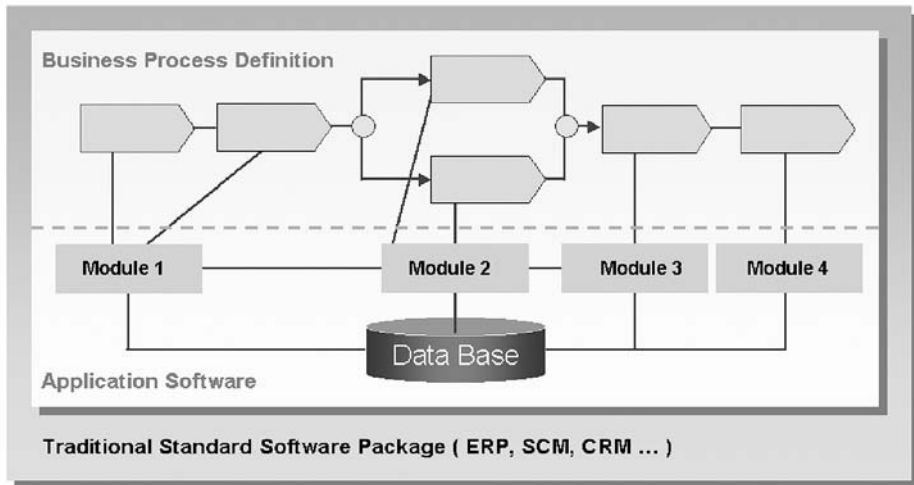 Business Process Definition
Module 1
Module 2
Module 3
Module 4
Data Base
Application Software
Traditional Standard Software Package ( ERP, SCM, CRM ... )